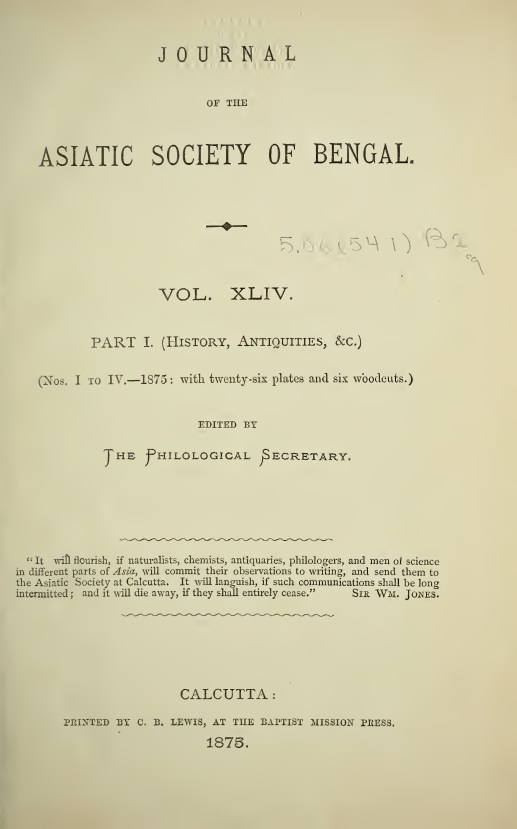 JOURNAL
OF THE
ASIATIC SOCIETY OF BENGAL.
5.06(541) B2
VOL. XLIV.
PART I. (HISTORY, ANTIQUITIES, &C.)
(Nos. I TO IV.—1875: with twenty-six plates and six woodcuts.)
EDITED BY
THE PHILOLOGICAL SECRETARY.
"It will flourish, if naturalists, chemists, antiquaries, philologers, and men of science
in different parts of Asia, will commit their observations to writing, and send them to
the Asiatic Society at Calcutta. It will languish, if such communications shall be long
intermitted; and it will die away, if they shall entirely cease." SIR WM. JONES.
CALCUTTA:
PRINTED BY C. B. LEWIS, AT THE BAPTIST MISSION PRESS.
1875.